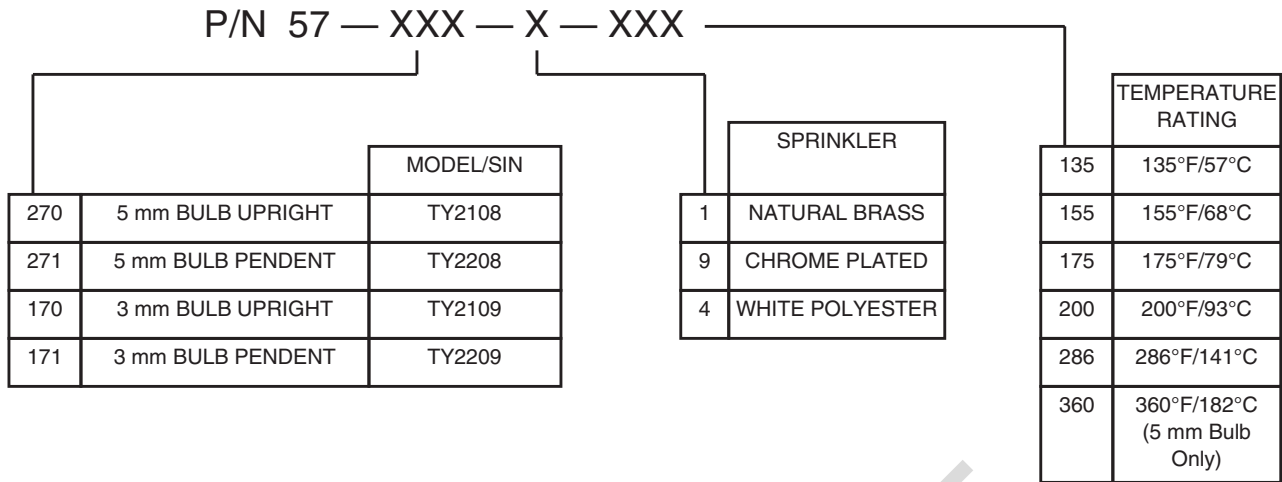 P/N 57 — XXX — X — XXX
MODEL/SIN
270 5 mm BULB UPRIGHT TY2108
271 5 mm BULB PENDENT TY2208
170 3 mm BULB UPRIGHT TY2109
171 3 mm BULB PENDENT TY2209
SPRINKLER
1 NATURAL BRASS
9 CHROME PLATED
4 WHITE POLYESTER
TEMPERATURE
RATING
135 135°F/57°C
155 155°F/68°C
175 175°F/79°C
200 200°F/93°C
286 286°F/141°C
360 360°F/182°C
(5 mm Bulb
Only)